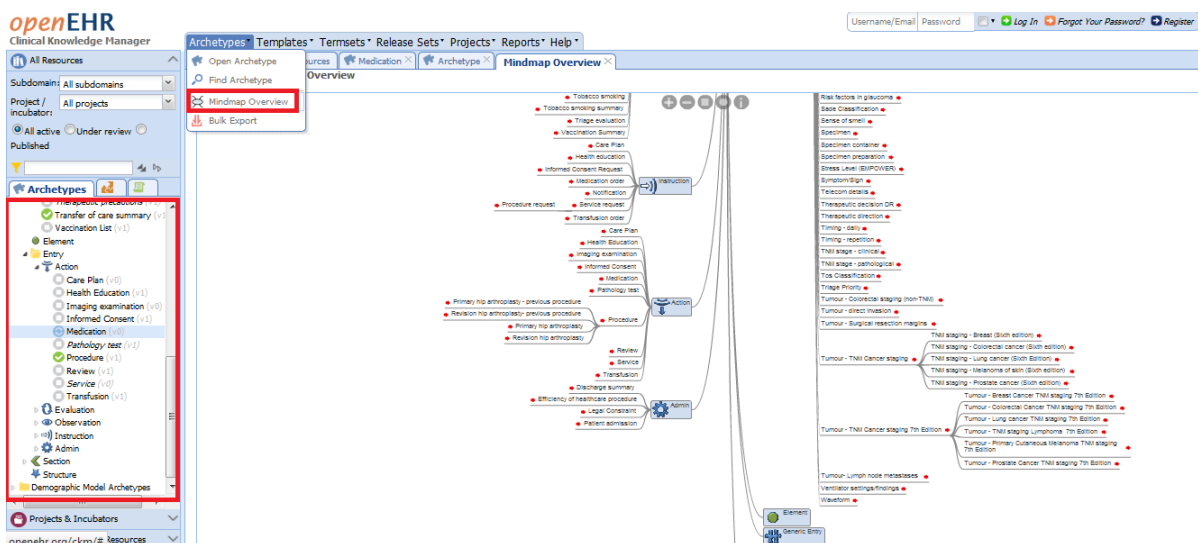 openEHR
Clinical Knowledge Manager
Username/Email
Password
Log In
Forgot Your Password?
Register
Archetypes
Templates
Termsets
Release Sets
Projects
Reports
Help
All Resources
Subdomain:
All subdomains
Project /
incubator:
All projects
All active
Under review
Published
Archetypes
Therapeutic precautions (v1)
Transfer of care summary (v1
Vaccination List (v1)
Element
Entry
Action
Care Plan (v0)
Health Education (v1)
Imaging examination (v0)
Informed Consent (v1)
Medication (v0)
Pathology test (v1)
Procedure (v1)
Review (v1)
Service (v0)
Transfusion (v1)
Evaluation
Observation
Instruction
Admin
Section
Structure
Demographic Model Archetypes
Projects & Incubators
Resources
openehr.org/ckm/#
Open Archetype
Find Archetype
Mindmap Overview
Bulk Export
ources
Medication
Archetype
Mindmap Overview
Overview
Tobacco smoking
Tobacco smoking summary
Triage evaluation
Vaccination Summary
Care Plan
Health education
Informed Consent Request
Medication order
Notification
Procedure request
Service request
Transfusion order
Instruction
Care Plan
Health Education
Imaging examination
Informed Consent
Medication
Pathology test
Primary hip arthroplasty - previous procedure
Revision hip arthroplasty- previous procedure
Primary hip arthroplasty
Revision hip arthroplasty
Procedure
Review
Service
Transfusion
Action
Discharge summary
Efficiency of healthcare procedure
Legal Constraint
Patient admission
Admin
Risk factors in glaucoma
Bade Classification
Sense of smell
Specimen
Specimen container
Specimen preparation
Stress Level (EMPOWER)
Symptom/Sign
Telecom details
Therapeutic decision DR
Therapeutic direction
Timing - daily
Timing - repetition
TNM stage - clinical
TNM stage - pathological
Tos Classification
Triage Priority
Tumour - Colorectal staging (non-TNM)
Tumour - direct invasion
Tumour - Surgical resection margins
Tumour - TNM Cancer staging
TNM staging - Breast (Sixth edition)
TNM staging - Colorectal cancer (Sixth Edition)
TNM staging - Lung cancer (Sixth Edition)
TNM staging - Melanoma of skin (Sixth edition)
TNM staging - Prostate cancer (Sixth edition)
Tumour - TNM Cancer staging 7th Edition
Tumour - Breast Cancer TNM staging 7th Edition
Tumour - Colorectal Cancer TNM staging 7th Edition
Tumour - Lung cancer TNM staging 7th Edition
Tumour - TNM staging Lymphoma 7th Edition
Tumour - Primary Cutaneous Melanoma TNM staging
7th Edition
Tumour - Prostate Cancer TNM staging 7th Edition
Tumour- Lymph node metastases
Ventilator settings/findings
Waveform
Element
Generic Entry